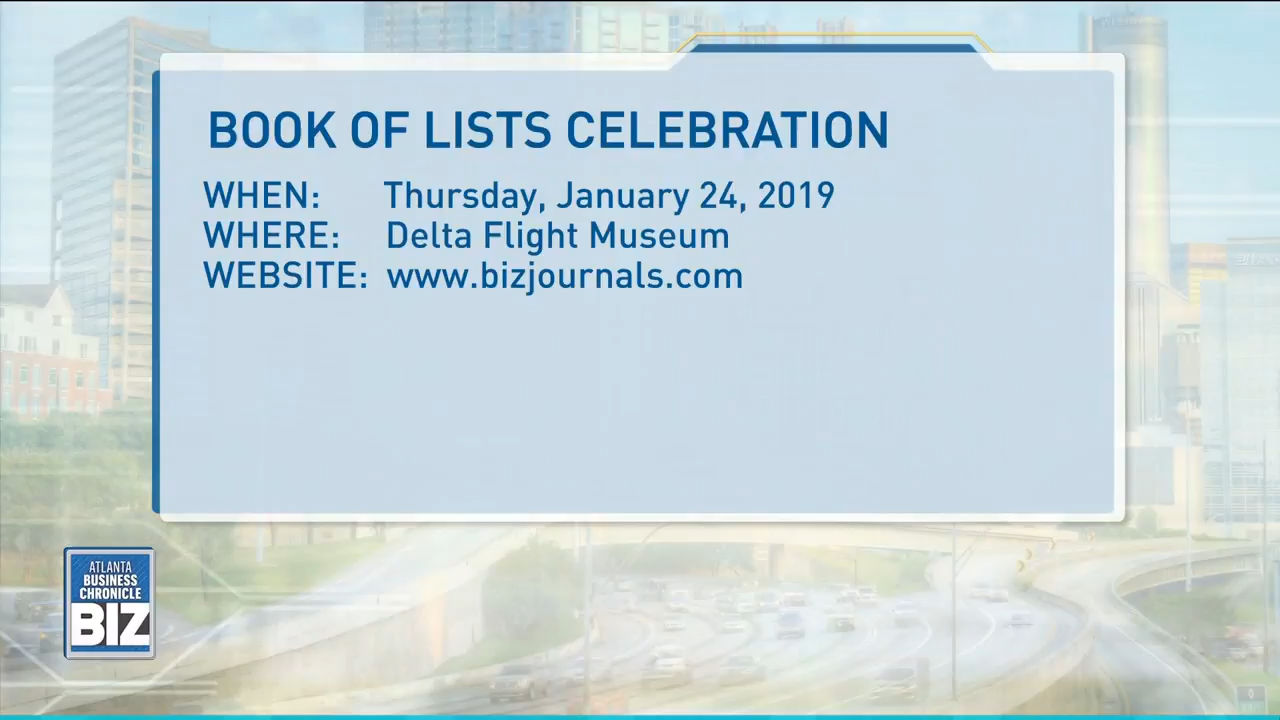 BOOK OF LISTS CELEBRATION
WHEN: Thursday, January 24, 2019
WHERE: Delta Flight Museum
WEBSITE: www.bizjournals.com
ATLANTA
BUSINESS
CHRONICLE
BIZ
0